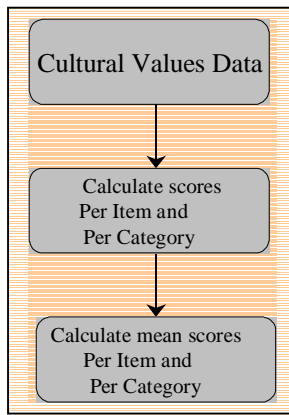 Cultural Values Data
Calculate scores
Per Item and
Per Category
Calculate mean scores
Per Item and
Per Category